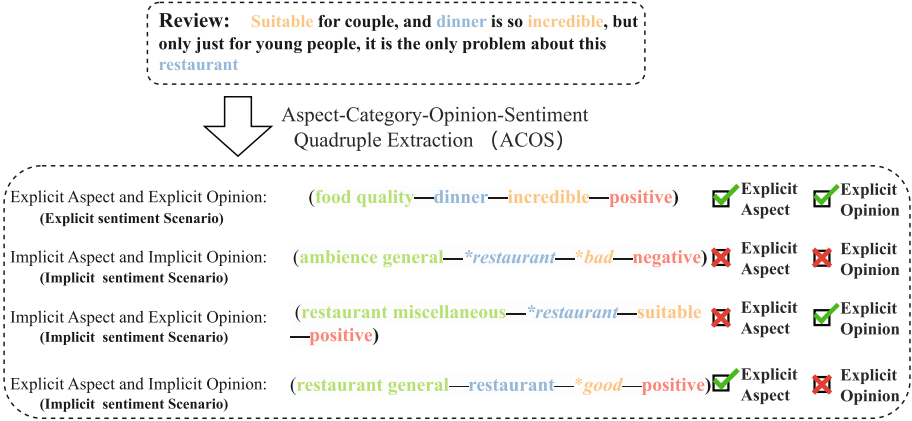 Review: Suitable for couple, and dinner is so incredible, but
only just for young people, it is the only problem about this
restaurant
Aspect-Category-Opinion-Sentiment
Quadruple Extraction （ACOS）
Explicit Aspect and Explicit Opinion:
(Explicit sentiment Scenario)
(food quality—dinner—incredible—positive)
Explicit
Aspect
Explicit
Opinion
Implicit Aspect and Implicit Opinion:
(Implicit sentiment Scenario)
(ambience general—*restaurant—*bad—negative)
Explicit
Aspect
Explicit
Opinion
Implicit Aspect and Explicit Opinion:
(Implicit sentiment Scenario)
(restaurant miscellaneous—*restaurant—suitable
—positive)
Explicit
Aspect
Explicit
Opinion
Explicit Aspect and Implicit Opinion:
(Implicit sentiment Scenario)
(restaurant general—restaurant—*good—positive)
Explicit
Aspect
Explicit
Opinion